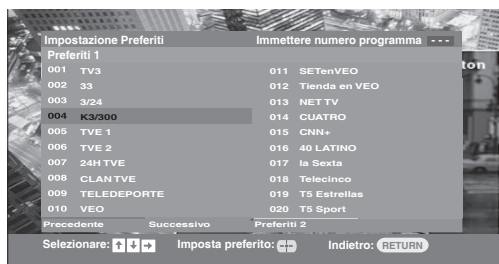 Impostazione Preferiti Immettere numero programma - - -
Preferiti 1
ton
001 TV3 011 SETenVEO
002 33 012 Tienda en VEO
003 3/24 013 NET TV
004 K3/300 014 CUATRO
005 TVE 1 015 CNN+
006 TVE 2 016 40 LATINO
007 24H TVE 017 la Sexta
008 CLAN TVE 018 Telecinco
009 TELEDEPORTE 019 T5 Estrellas
010 VEO 020 T5 Sport
Precedente Successivo Preferiti 2
Selezionare: ↑ ↓ → Imposta preferito: Indietro: RETURN